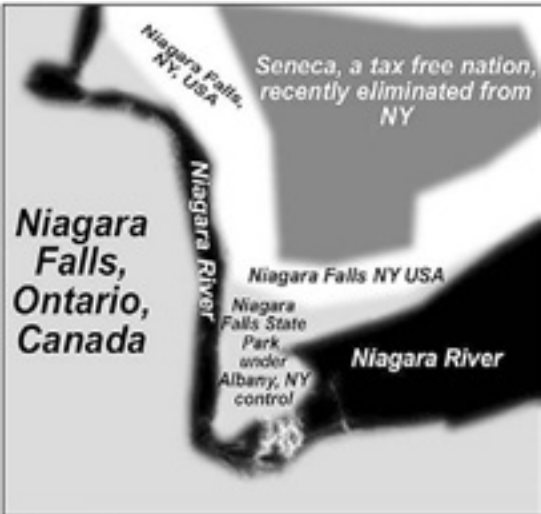 Niagara Falls,
NY, USA
Seneca, a tax free nation,
recently eliminated from
NY
Niagara River
Niagara
Falls,
Ontario,
Canada
Niagara Falls NY USA
Niagara
Falls State
Park
under
Albany, NY
control
Niagara River